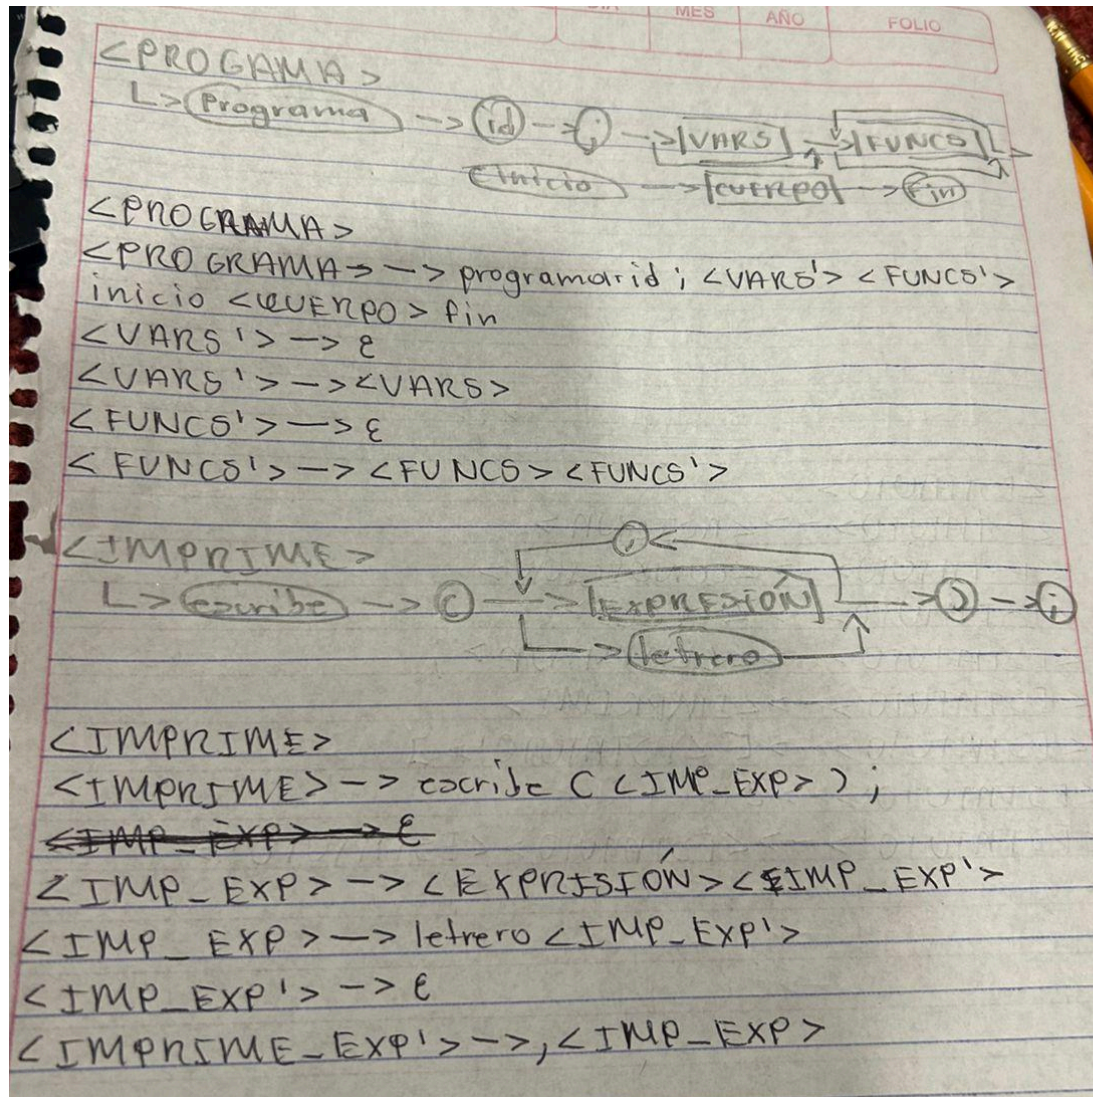 MES AÑO FOLIO
<PROGAMA>
L> programa -> id -> ; -> |VARS| -> |FUNCS|
inicio -> |CUERPO| -> fin
<PROGRAMA>
<PROGRAMA> -> programa id ; <VARS'> <FUNCS'>
inicio <CUERPO> fin
<VARS'> -> ε
<VARS'> -> <VARS>
<FUNCS'> -> ε
<FUNCS'> -> <FUNCS> <FUNCS'>
<IMPRIME>
,
L> escribe -> ( -> |EXPRESIÓN| -> ) -> ;
-> letrero
<IMPRIME>
<IMPRIME> -> escribe ( <IMP_EXP> ) ;
<IMP_EXP> -> ε
<IMP_EXP> -> <EXPRESIÓN> <IMP_EXP'>
<IMP_EXP> -> letrero <IMP_EXP'>
<IMP_EXP'> -> ε
<IMPRIME_EXP'> -> , <IMP_EXP>